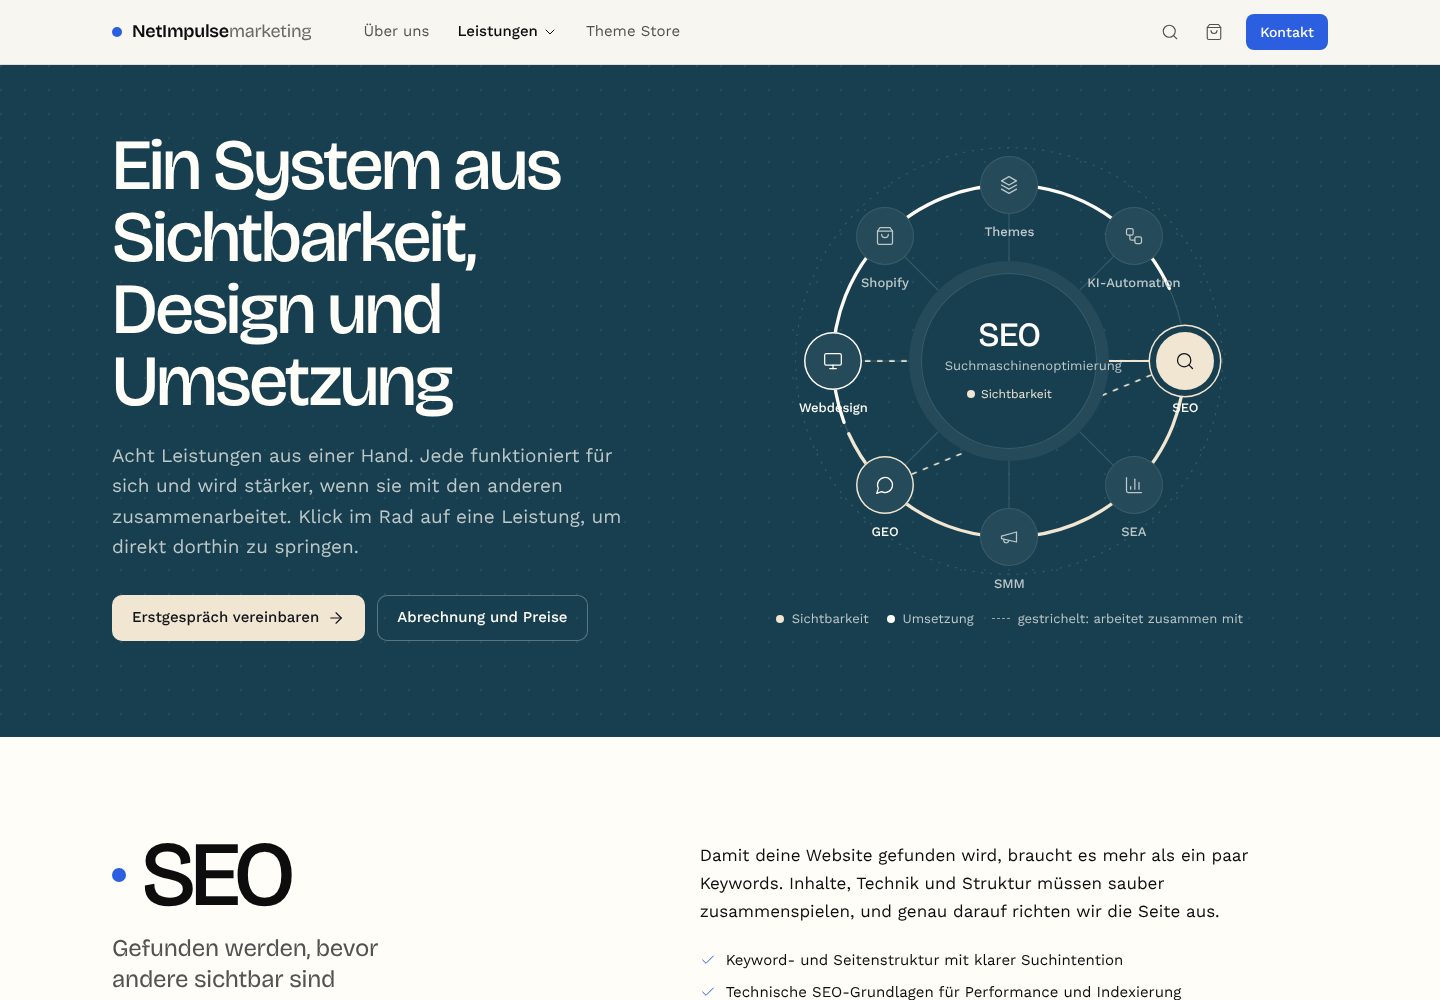 NetImpulsemarketing
Über uns
Leistungen
Theme Store
Kontakt
Ein System aus
Sichtbarkeit,
Design und
Umsetzung
Acht Leistungen aus einer Hand. Jede funktioniert für
sich und wird stärker, wenn sie mit den anderen
zusammenarbeitet. Klick im Rad auf eine Leistung, um
direkt dorthin zu springen.
Erstgespräch vereinbaren
Abrechnung und Preise
Themes
Shopify
KI-Automation
SEO
Suchmaschinenoptimierung
Sichtbarkeit
Webdesign
SEO
GEO
SEA
SMM
Sichtbarkeit
Umsetzung
gestrichelt: arbeitet zusammen mit
SEO
Gefunden werden, bevor
andere sichtbar sind
Damit deine Website gefunden wird, braucht es mehr als ein paar
Keywords. Inhalte, Technik und Struktur müssen sauber
zusammenspielen, und genau darauf richten wir die Seite aus.
Keyword- und Seitenstruktur mit klarer Suchintention
Technische SEO-Grundlagen für Performance und Indexierung